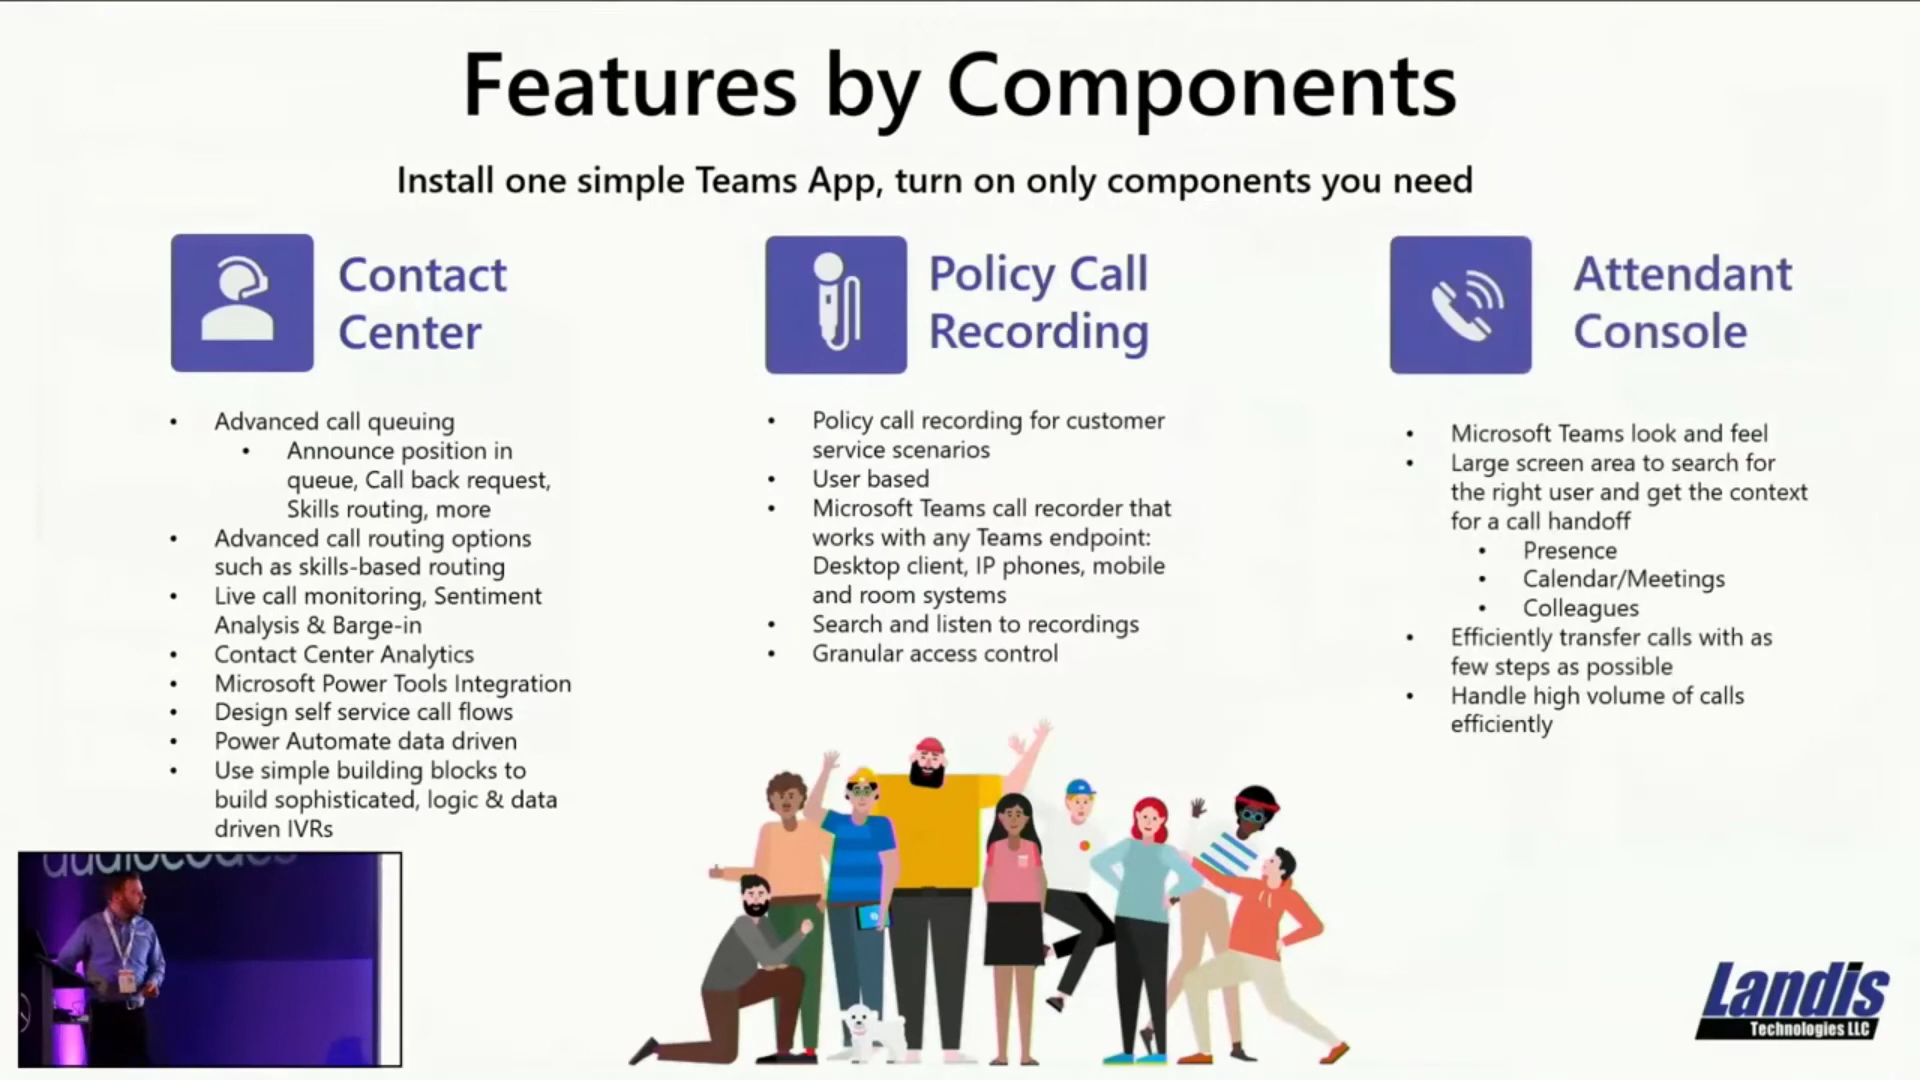 Features by Components
Install one simple Teams App, turn on only components you need
Contact
Center
• Advanced call queuing
• Announce position in
queue, Call back request,
Skills routing, more
• Advanced call routing options
such as skills-based routing
• Live call monitoring, Sentiment
Analysis & Barge-in
• Contact Center Analytics
• Microsoft Power Tools Integration
• Design self service call flows
• Power Automate data driven
• Use simple building blocks to
build sophisticated, logic & data
driven IVRs
Policy Call
Recording
• Policy call recording for customer
service scenarios
• User based
• Microsoft Teams call recorder that
works with any Teams endpoint:
Desktop client, IP phones, mobile
and room systems
• Search and listen to recordings
• Granular access control
Attendant
Console
• Microsoft Teams look and feel
• Large screen area to search for
the right user and get the context
for a call handoff
• Presence
• Calendar/Meetings
• Colleagues
• Efficiently transfer calls with as
few steps as possible
• Handle high volume of calls
efficiently
audiocodes
Landis
Technologies LLC